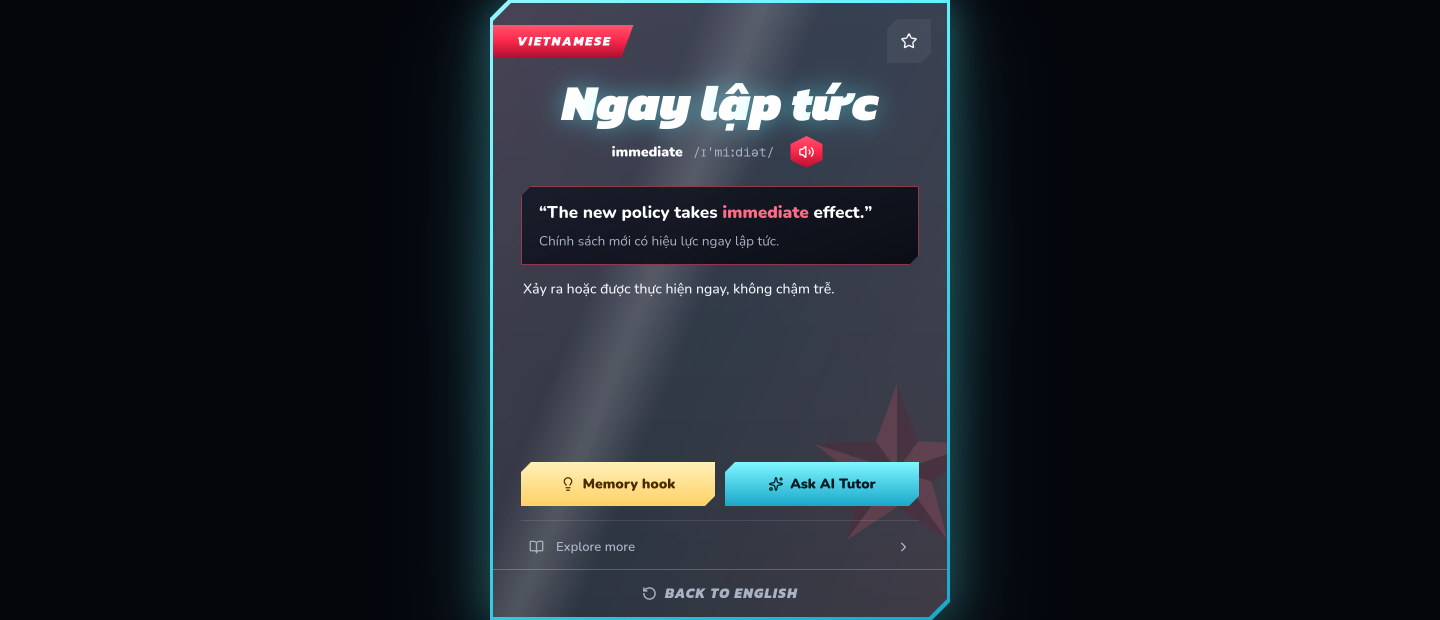 VIETNAMESE
Ngay lập tức
immediate /ɪˈmiːdiət/
“The new policy takes immediate effect.”
Chính sách mới có hiệu lực ngay lập tức.
Xảy ra hoặc được thực hiện ngay, không chậm trễ.
Memory hook
Ask AI Tutor
Explore more
BACK TO ENGLISH